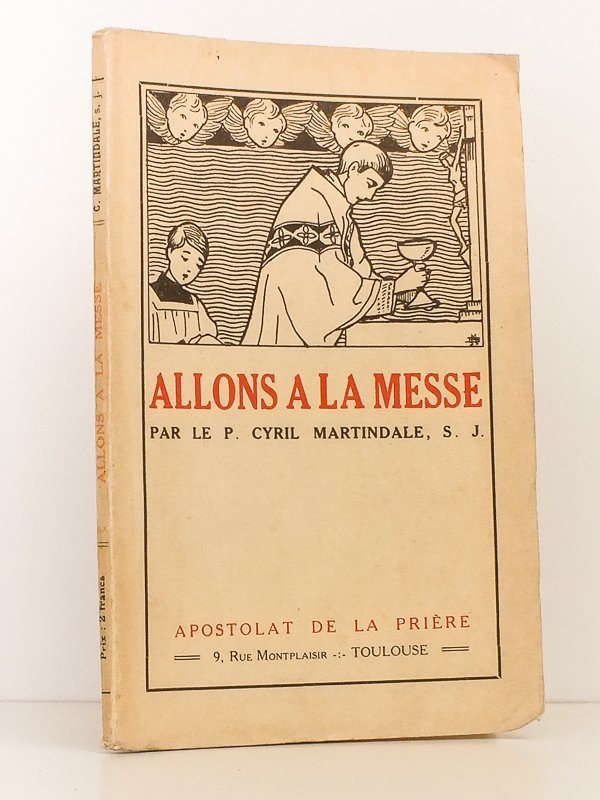 ALLONS A LA MESSE
PAR LE P. CYRIL MARTINDALE, S. J.
APOSTOLAT DE LA PRIÈRE
9, RUE MONTPLAISIR -:- TOULOUSE
C. MARTINDALE, S. J.
ALLONS A LA MESSE
Prix : 2 francs